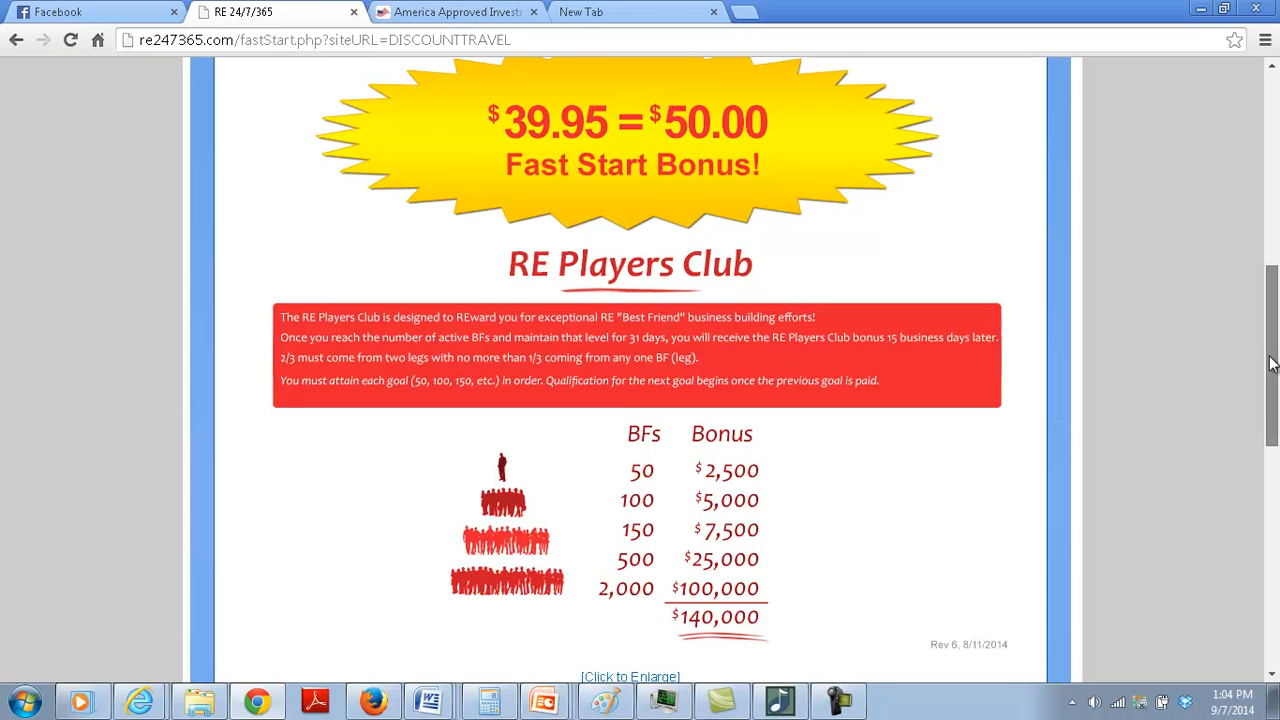 Facebook
RE 24/7/365
America Approved Invest
New Tab
re247365.com/fastStart.php?siteURL=DISCOUNTTRAVEL
$39.95 = $50.00
Fast Start Bonus!
RE Players Club
The RE Players Club is designed to REward you for exceptional RE "Best Friend" business building efforts!
Once you reach the number of active BFs and maintain that level for 31 days, you will receive the RE Players Club bonus 15 business days later.
2/3 must come from two legs with no more than 1/3 coming from any one BF (leg).
You must attain each goal (50, 100, 150, etc.) in order. Qualification for the next goal begins once the previous goal is paid.
BFs Bonus
50 $2,500
100 $5,000
150 $7,500
500 $25,000
2,000 $100,000
$140,000
Rev 6, 8/11/2014
[Click to Enlarge]
1:04 PM
9/7/2014